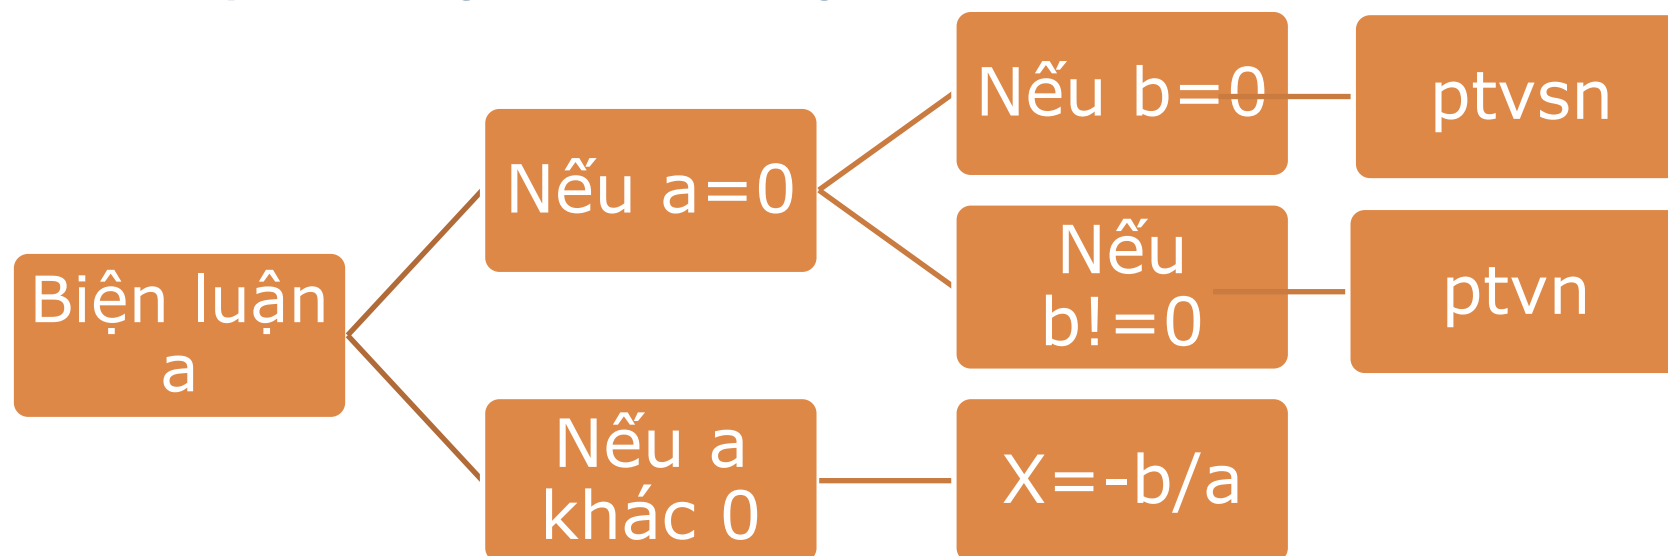 Biện luận
a
Nếu a=0
Nếu b=0
ptvsn
Nếu
b!=0
ptvn
Nếu a
khác 0
X=-b/a